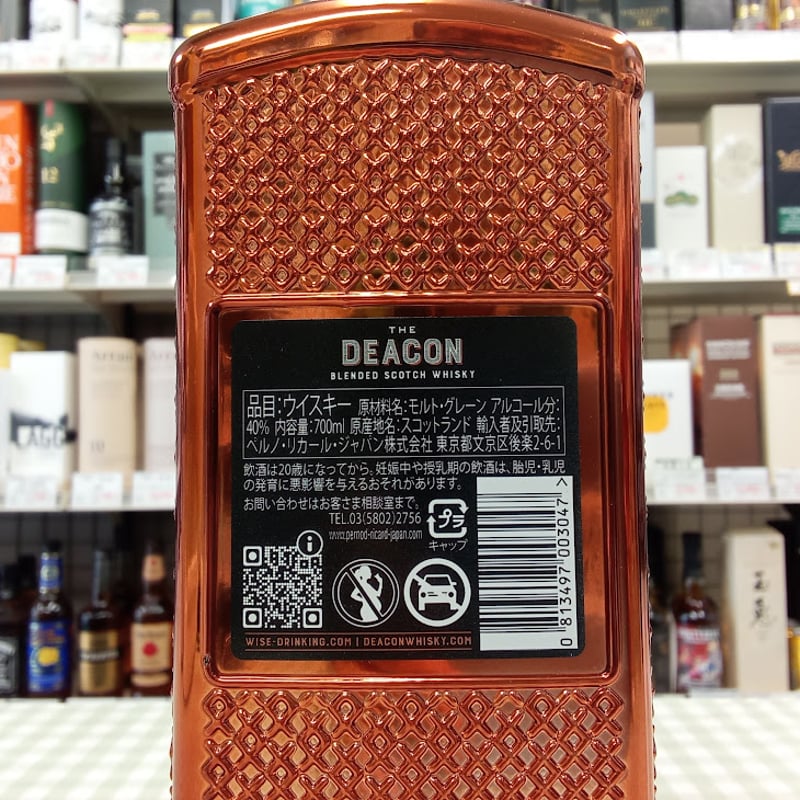 THE
DEACON
BLENDED SCOTCH WHISKY
品目:ウイスキー 原材料名:モルト・グレーン アルコール分:
40% 内容量:700ml 原産地名:スコットランド 輸入者及引取先:
ペルノ・リカール・ジャパン株式会社 東京都文京区後楽2-6-1
飲酒は20歳になってから。妊娠中や授乳期の飲酒は、胎児・乳児
の発育に悪影響を与えるおそれがあります。
お問い合わせはお客さま相談室まで。
TEL.03(5802)2756
www.pernod-ricard-japan.com
プラ
キャップ
0 813497 003047 >
WISE-DRINKING.COM | DEACONWHISKY.COM